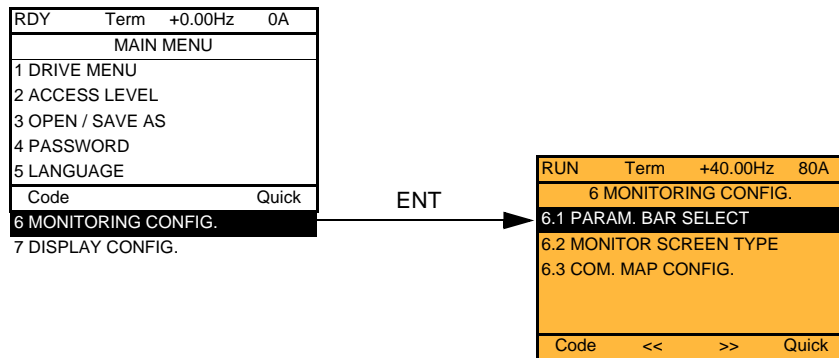 RDY Term +0.00Hz 0A
MAIN MENU
1 DRIVE MENU
2 ACCESS LEVEL
3 OPEN / SAVE AS
4 PASSWORD
5 LANGUAGE
Code Quick
6 MONITORING CONFIG.
7 DISPLAY CONFIG.
ENT
RUN Term +40.00Hz 80A
6 MONITORING CONFIG.
6.1 PARAM. BAR SELECT
6.2 MONITOR SCREEN TYPE
6.3 COM. MAP CONFIG.
Code << >> Quick